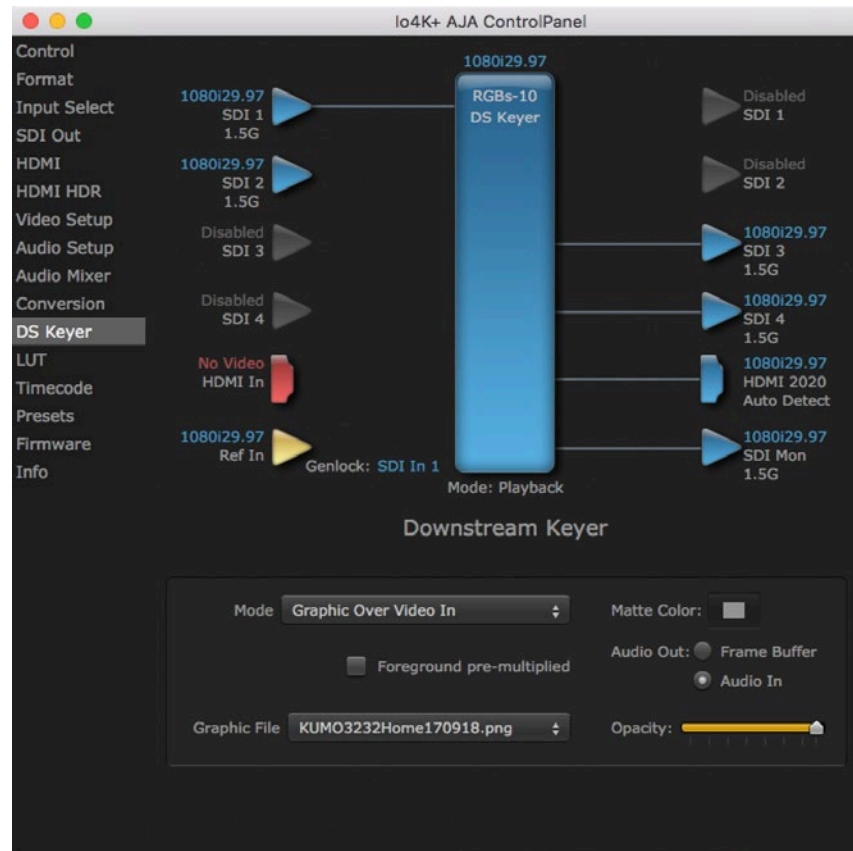 Io4K+ AJA ControlPanel
Control
Format
Input Select
SDI Out
HDMI
HDMI HDR
Video Setup
Audio Setup
Audio Mixer
Conversion
DS Keyer
LUT
Timecode
Presets
Firmware
Info
1080i29.97
SDI 1
1.5G
1080i29.97
SDI 2
1.5G
Disabled
SDI 3
Disabled
SDI 4
No Video
HDMI In
1080i29.97
Ref In
Genlock: SDI In 1
1080i29.97
RGBs-10
DS Keyer
Mode: Playback
Disabled
SDI 1
Disabled
SDI 2
1080i29.97
SDI 3
1.5G
1080i29.97
SDI 4
1.5G
1080i29.97
HDMI 2020
Auto Detect
1080i29.97
SDI Mon
1.5G
Downstream Keyer
Mode Graphic Over Video In
Foreground pre-multiplied
Graphic File KUMO3232Home170918.png
Matte Color:
Audio Out: Frame Buffer
Audio In
Opacity: